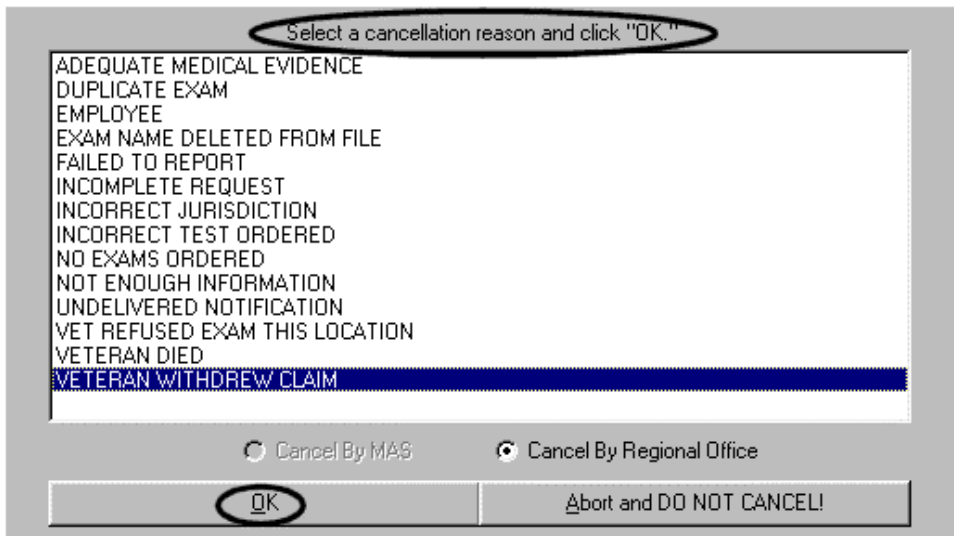 Select a cancellation reason and click "OK."
ADEQUATE MEDICAL EVIDENCE
DUPLICATE EXAM
EMPLOYEE
EXAM NAME DELETED FROM FILE
FAILED TO REPORT
INCOMPLETE REQUEST
INCORRECT JURISDICTION
INCORRECT TEST ORDERED
NO EXAMS ORDERED
NOT ENOUGH INFORMATION
UNDELIVERED NOTIFICATION
VET REFUSED EXAM THIS LOCATION
VETERAN DIED
VETERAN WITHDREW CLAIM
Cancel By MAS Cancel By Regional Office
OK Abort and DO NOT CANCEL!